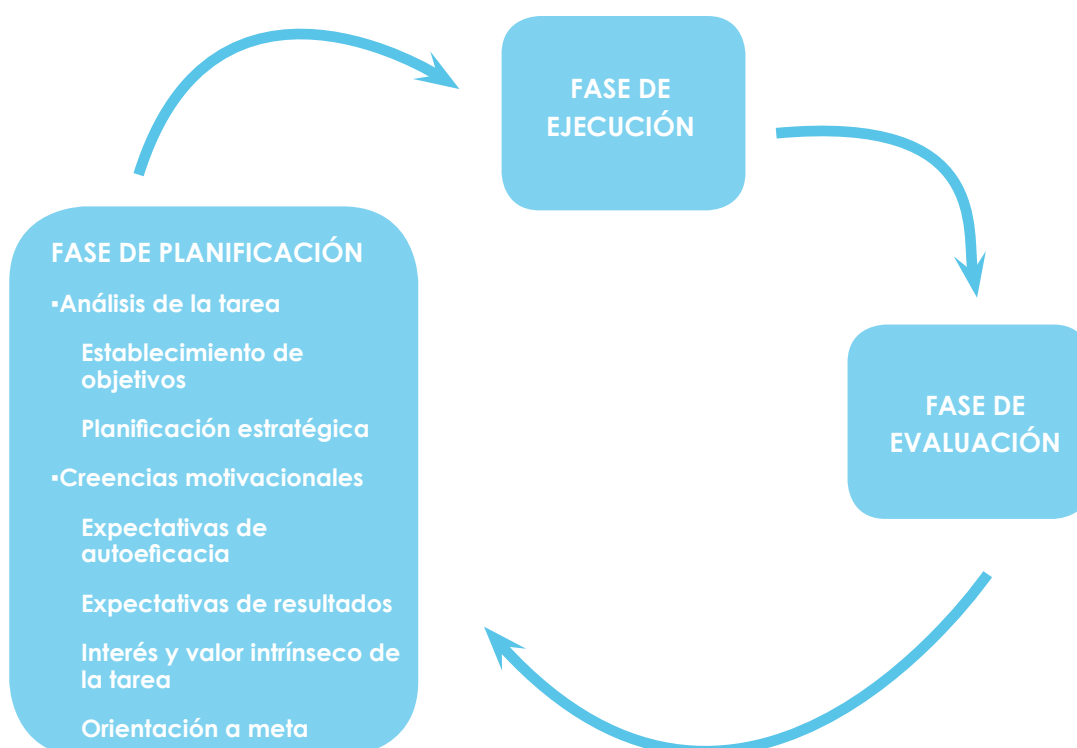 FASE DE
EJECUCIÓN
FASE DE PLANIFICACIÓN
▪Análisis de la tarea
Establecimiento de
objetivos
Planificación estratégica
▪Creencias motivacionales
Expectativas de
autoeficacia
Expectativas de resultados
Interés y valor intrínseco de
la tarea
Orientación a meta
FASE DE
EVALUACIÓN